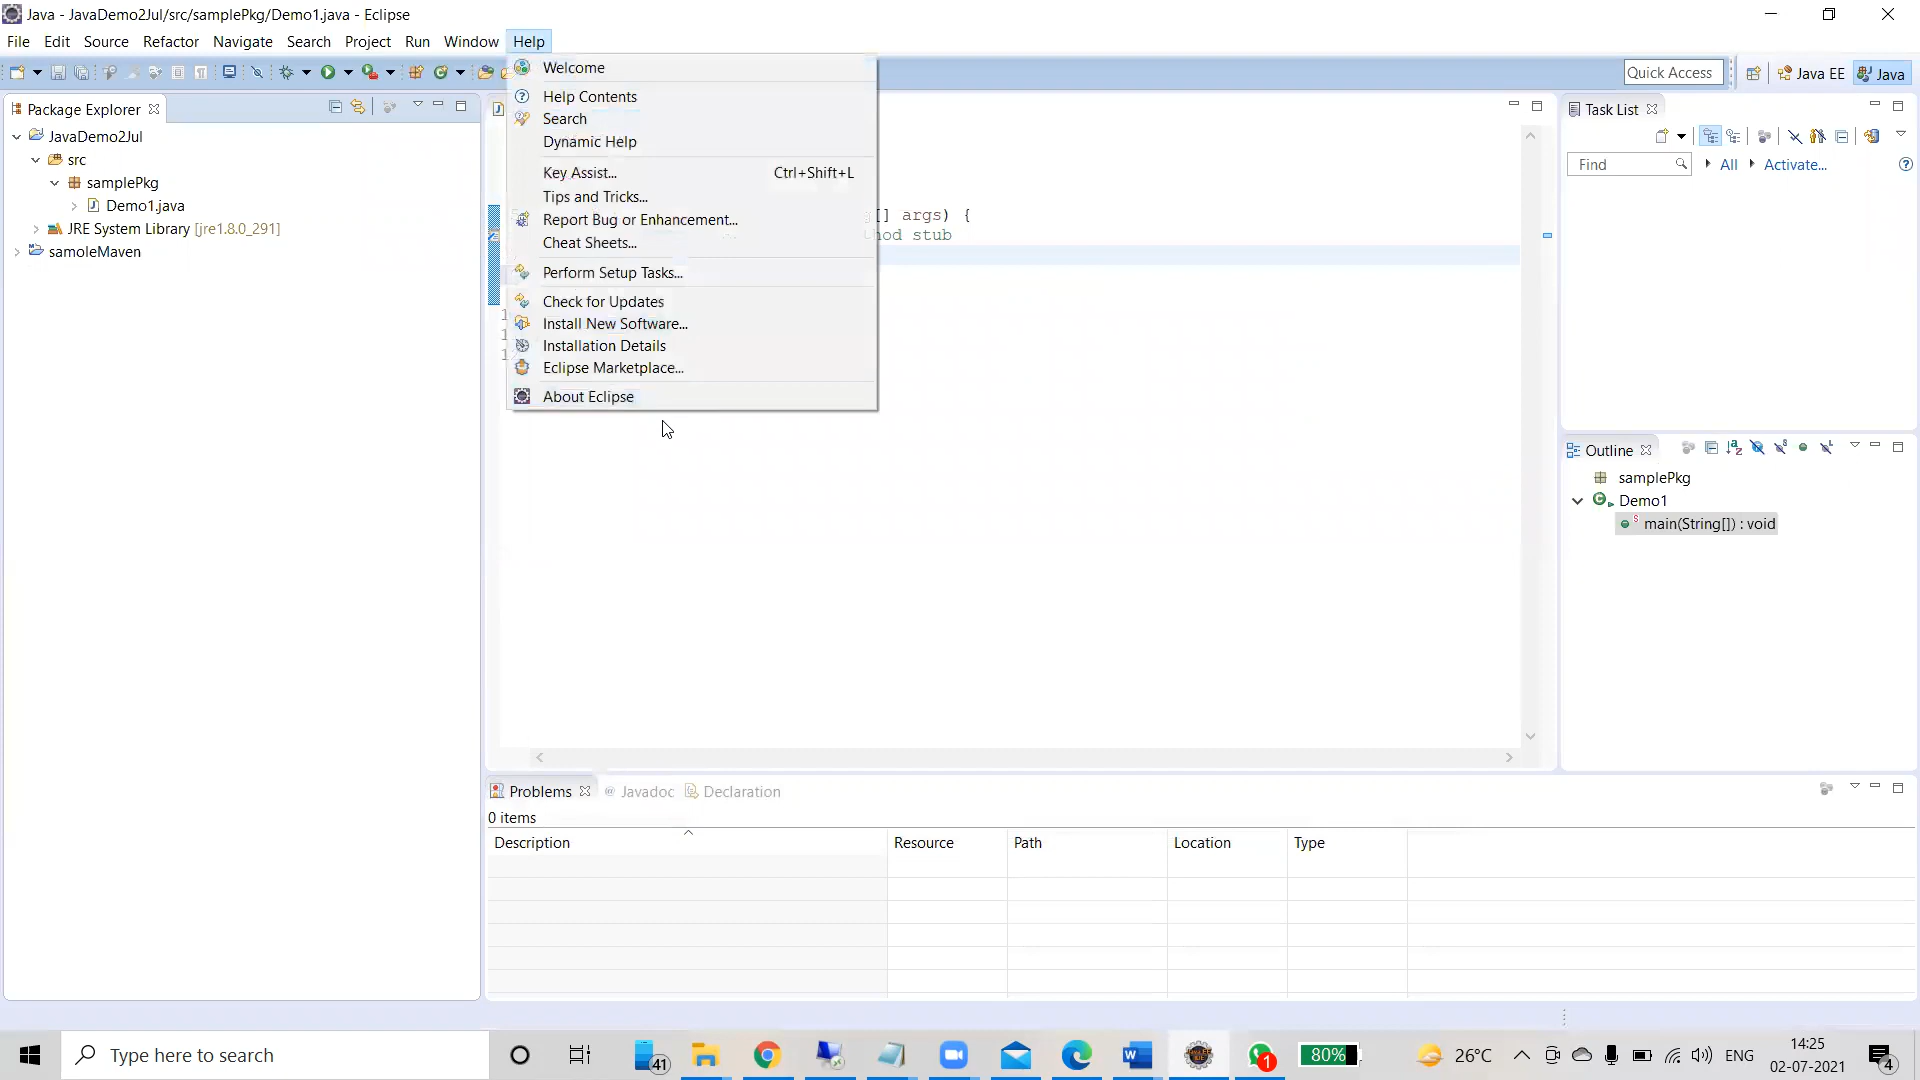 Java - JavaDemo2Jul/src/samplePkg/Demo1.java - Eclipse
File Edit Source Refactor Navigate Search Project Run Window Help
Quick Access Java EE Java
Package Explorer
JavaDemo2Jul
src
samplePkg
Demo1.java
JRE System Library [jre1.8.0_291]
samoleMaven
Welcome
Help Contents
Search
Dynamic Help
Key Assist... Ctrl+Shift+L
Tips and Tricks...
Report Bug or Enhancement...
Cheat Sheets...
Perform Setup Tasks...
Check for Updates
Install New Software...
Installation Details
Eclipse Marketplace...
About Eclipse
[] args) {
stub
Task List
Find All Activate...
Outline
samplePkg
Demo1
main(String[]) : void
Problems @ Javadoc Declaration
0 items
Description Resource Path Location Type
Type here to search
41
1
80%
26°C
ENG
14:25
02-07-2021
4